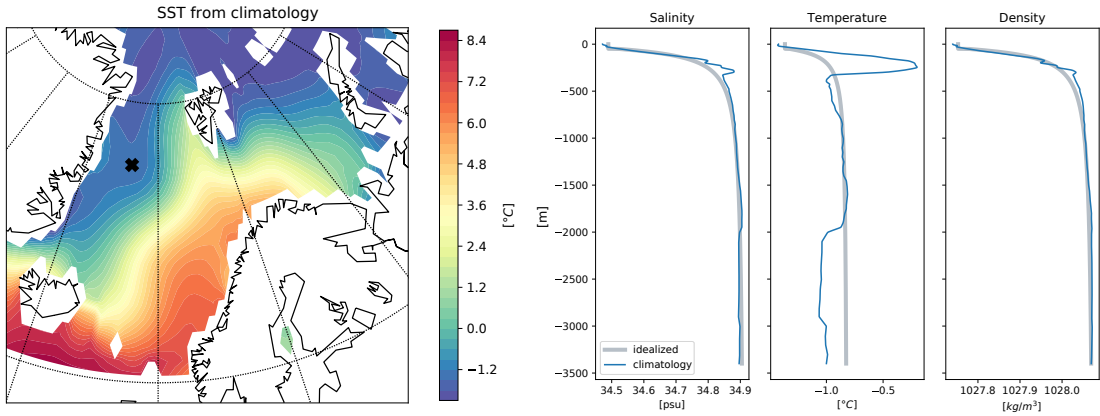 SST from climatology
8.4
7.2
6.0
4.8
3.6
2.4
1.2
0.0
−1.2
[°C]
Salinity
Temperature
Density
0
−500
−1000
−1500
−2000
−2500
−3000
−3500
[m]
idealized
climatology
34.5 34.6 34.7 34.8 34.9
[psu]
−1.0 −0.5
[°C]
1027.8 1027.9 1028.0
[kg/m³]